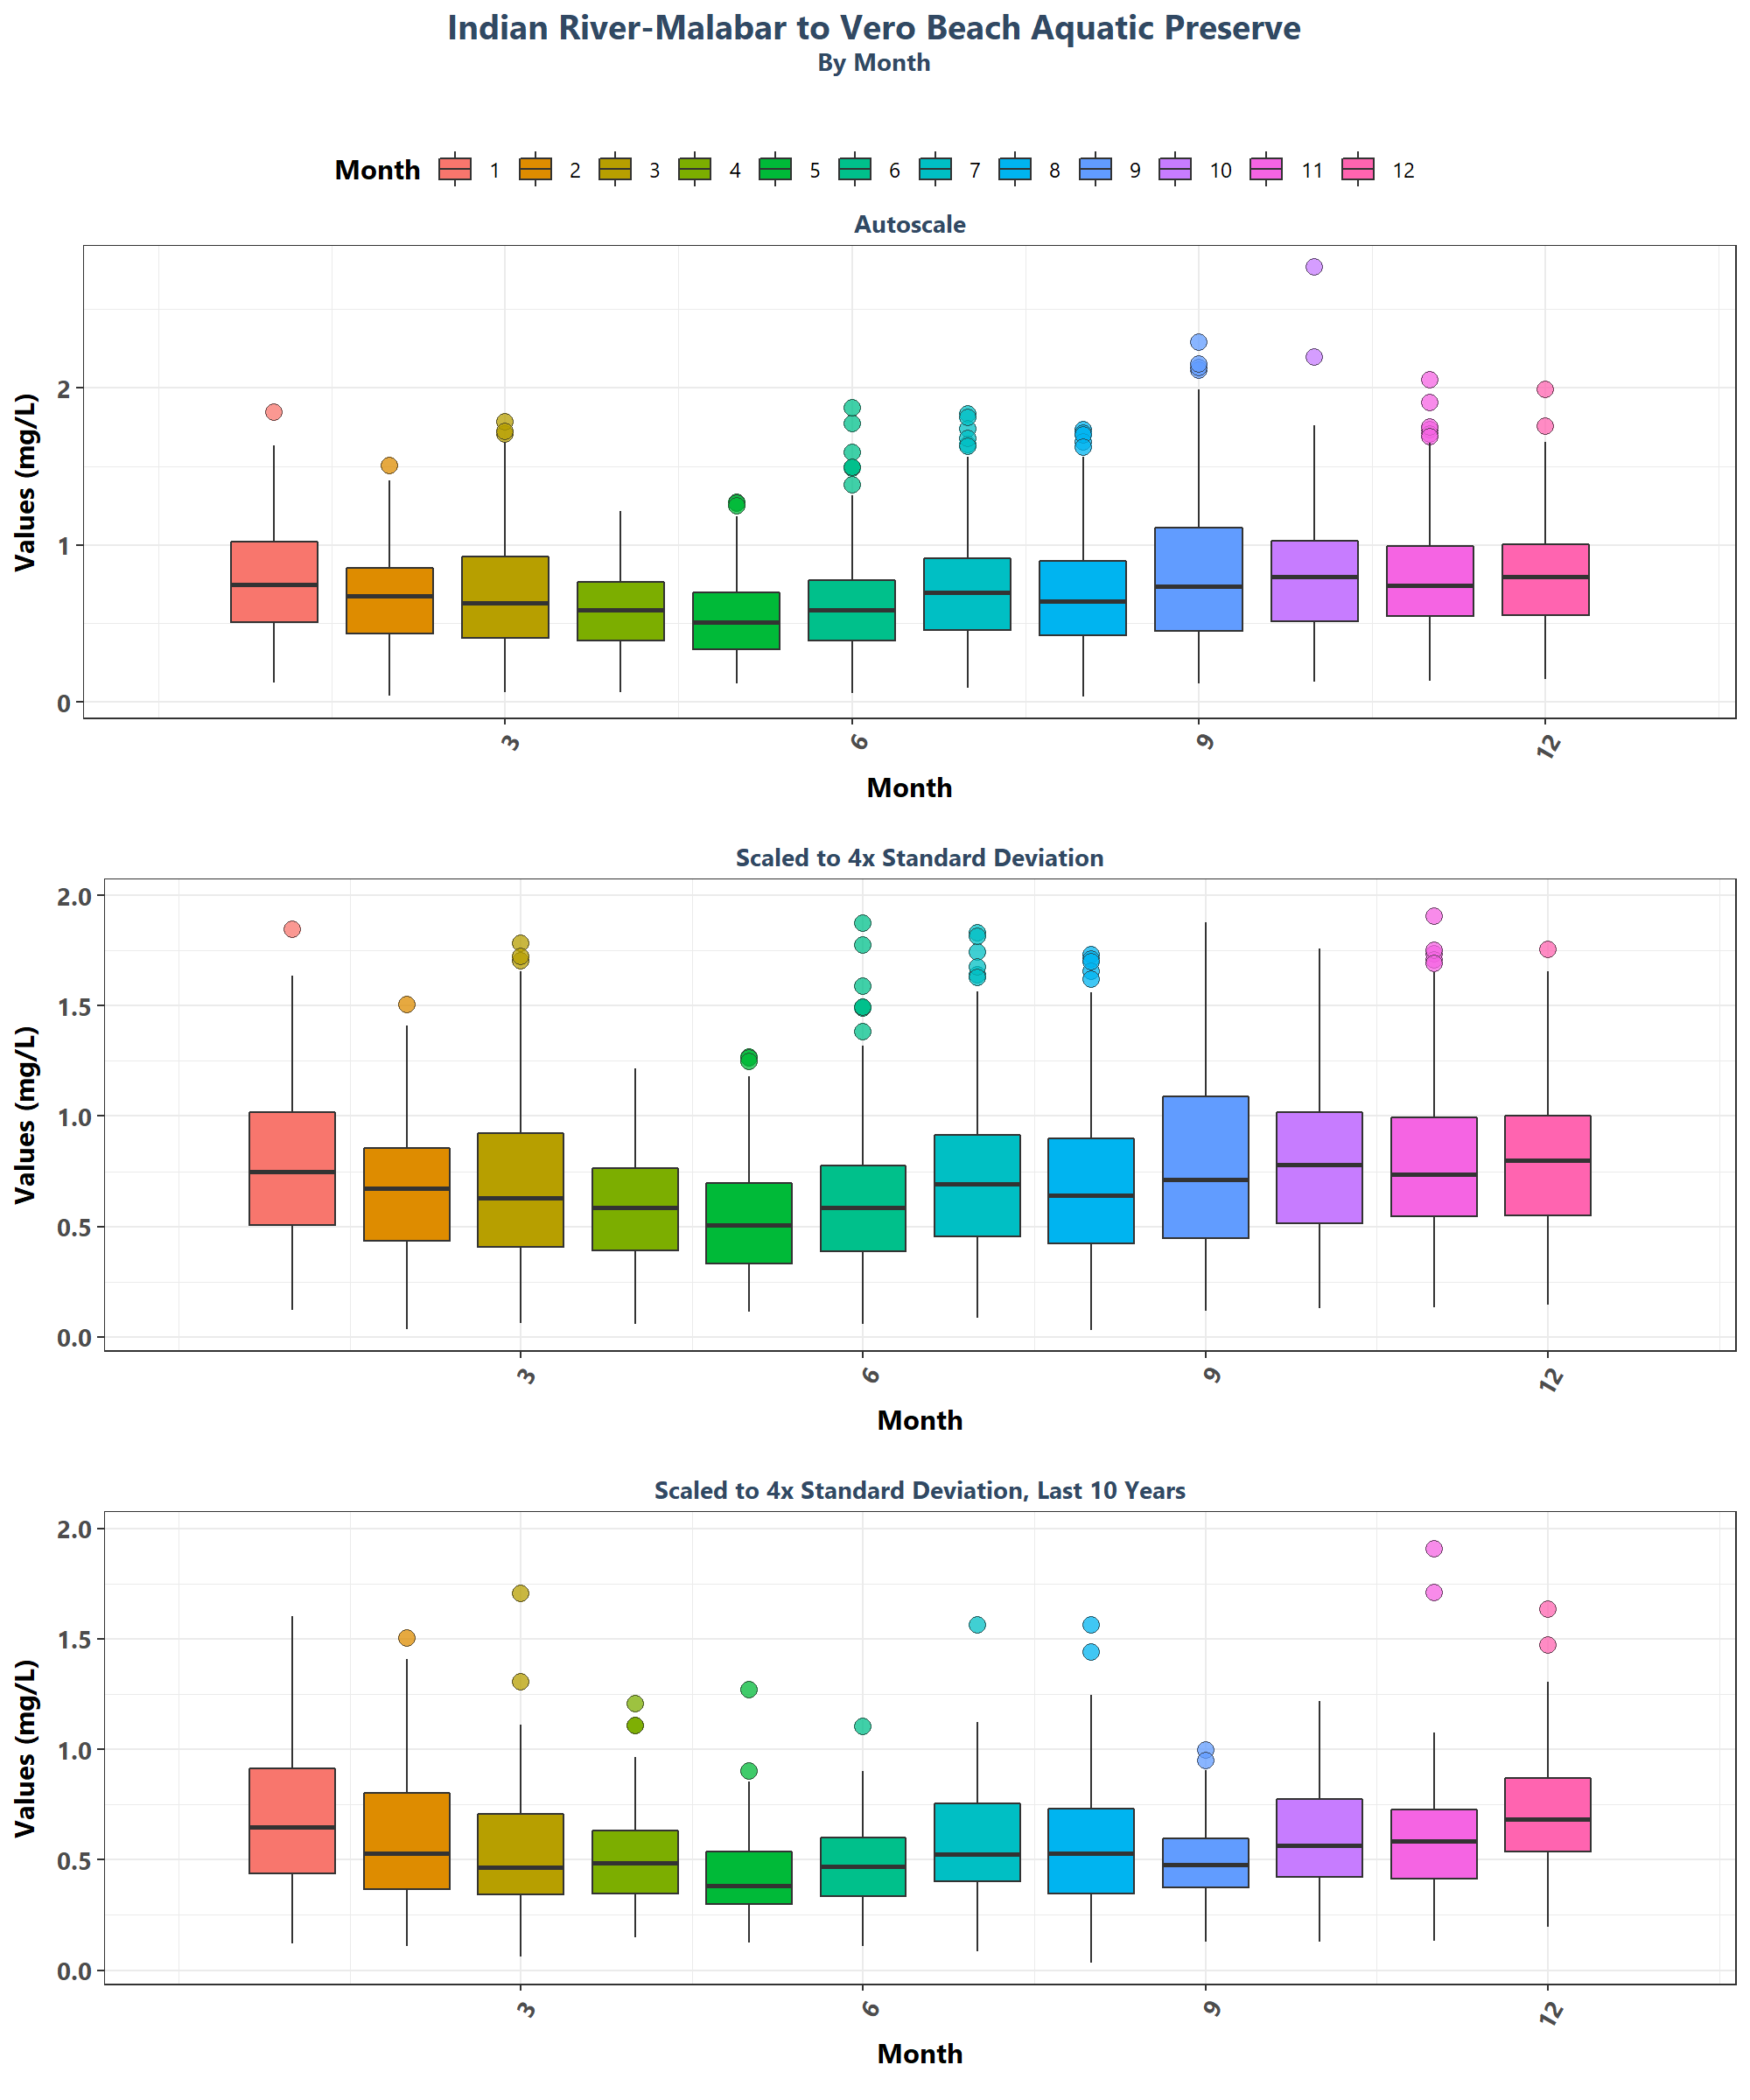 Indian River-Malabar to Vero Beach Aquatic Preserve
By Month
Month 1 2 3 4 5 6 7 8 9 10 11 12
Autoscale
Values (mg/L)
2
1
0
3 6 9 12
Month
Scaled to 4x Standard Deviation
Values (mg/L)
2.0
1.5
1.0
0.5
0.0
3 6 9 12
Month
Scaled to 4x Standard Deviation, Last 10 Years
Values (mg/L)
2.0
1.5
1.0
0.5
0.0
3 6 9 12
Month